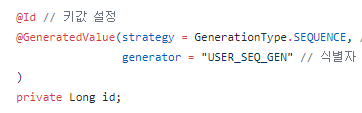 @Id // 키값 설정
@GeneratedValue(strategy = GenerationType.SEQUENCE, /
generator = "USER_SEQ_GEN" // 식별자
)
private Long id;